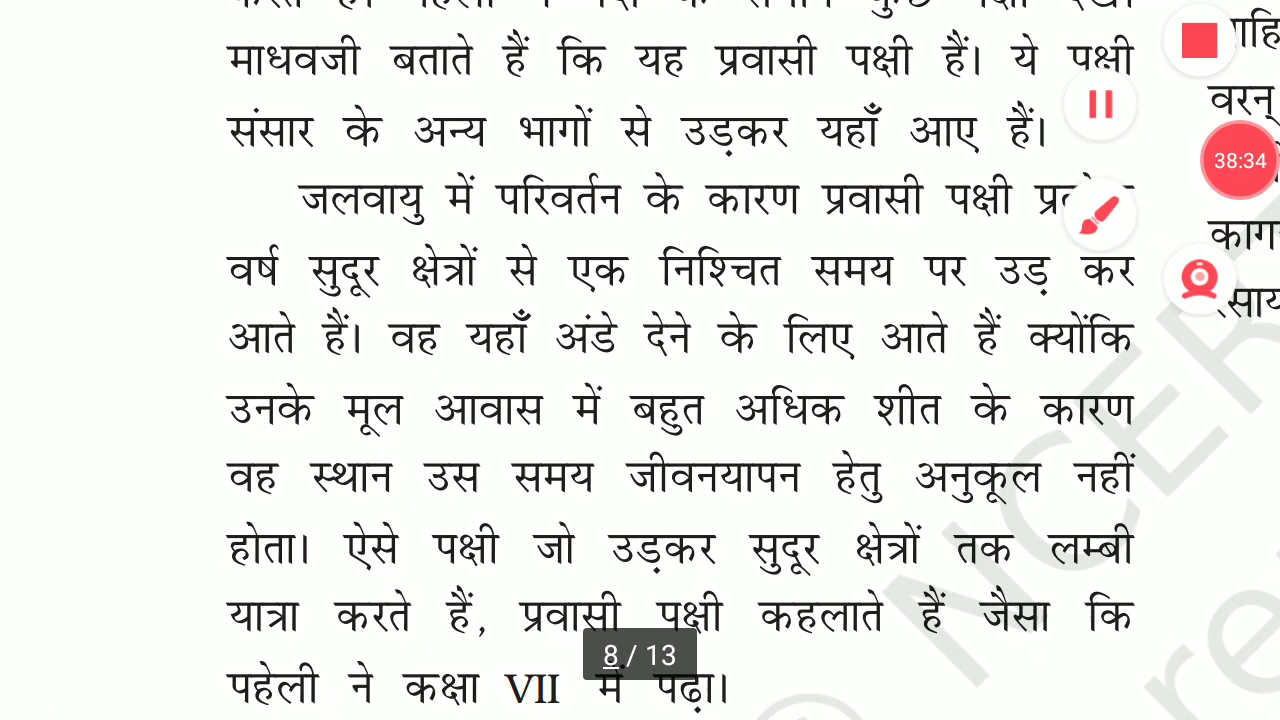 माधवजी बताते हैं कि यह प्रवासी पक्षी हैं। ये पक्षी
संसार के अन्य भागों से उड़कर यहाँ आए हैं।
जलवायु में परिवर्तन के कारण प्रवासी पक्षी
वर्ष सुदूर क्षेत्रों से एक निश्चित समय पर उड़ कर
आते हैं। वह यहाँ अंडे देने के लिए आते हैं क्योंकि
उनके मूल आवास में बहुत अधिक शीत के कारण
वह स्थान उस समय जीवनयापन हेतु अनुकूल नहीं
होता। ऐसे पक्षी जो उड़कर सुदूर क्षेत्रों तक लम्बी
यात्रा करते हैं, प्रवासी पक्षी कहलाते हैं जैसा कि
पहेली ने कक्षा VII में पढ़ा।
8 / 13
38:34
वरन्
NCER